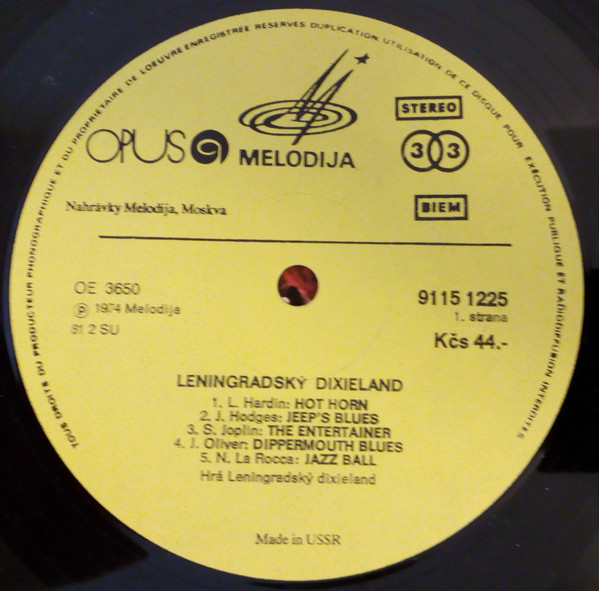 TOUS DROITS DU PRODUCTEUR PHONOGRAPHIQUE ET DU PROPRIETAIRE DE L'OEUVRE ENREGISTREE RESERVES DUPLICATION, UTILISATION DE CE DISQUE POUR EXÉCUTION PUBLIQUE ET RADIODIFFUSION INTERDITES
OPUS
MELODIJA
STEREO
33
BIEM
Nahrávky Melodija, Moskva
OE 3650
Ⓟ 1974 Melodija
81 2 SU
9115 1225
1. strana
Kčs 44.-
LENINGRADSKÝ DIXIELAND
1. L. Hardin: HOT HORN
2. J. Hodges: JEEP'S BLUES
3. S. Joplin: THE ENTERTAINER
4. J. Oliver: DIPPERMOUTH BLUES
5. N. La Rocca: JAZZ BALL
Hrá Leningradský dixieland
Made in USSR